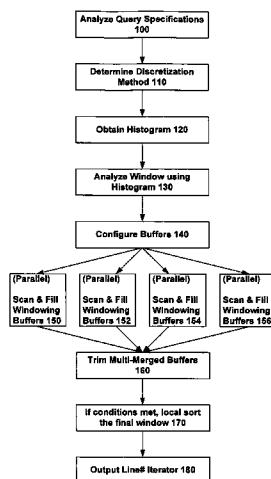 Analyze Query Specifications
100
Determine Discretization
Method 110
Obtain Histogram 120
Analyze Window using
Histogram 130
Configure Buffers 140
(Parallel)
Scan & Fill
Windowing
Buffers 150
(Parallel)
Scan & Fill
Windowing
Buffers 152
(Parallel)
Scan & Fill
Windowing
Buffers 154
(Parallel)
Scan & Fill
Windowing
Buffers 156
Trim Multi-Merged Buffers
160
If conditions met, local sort
the final window 170
Output Line# Iterator 180